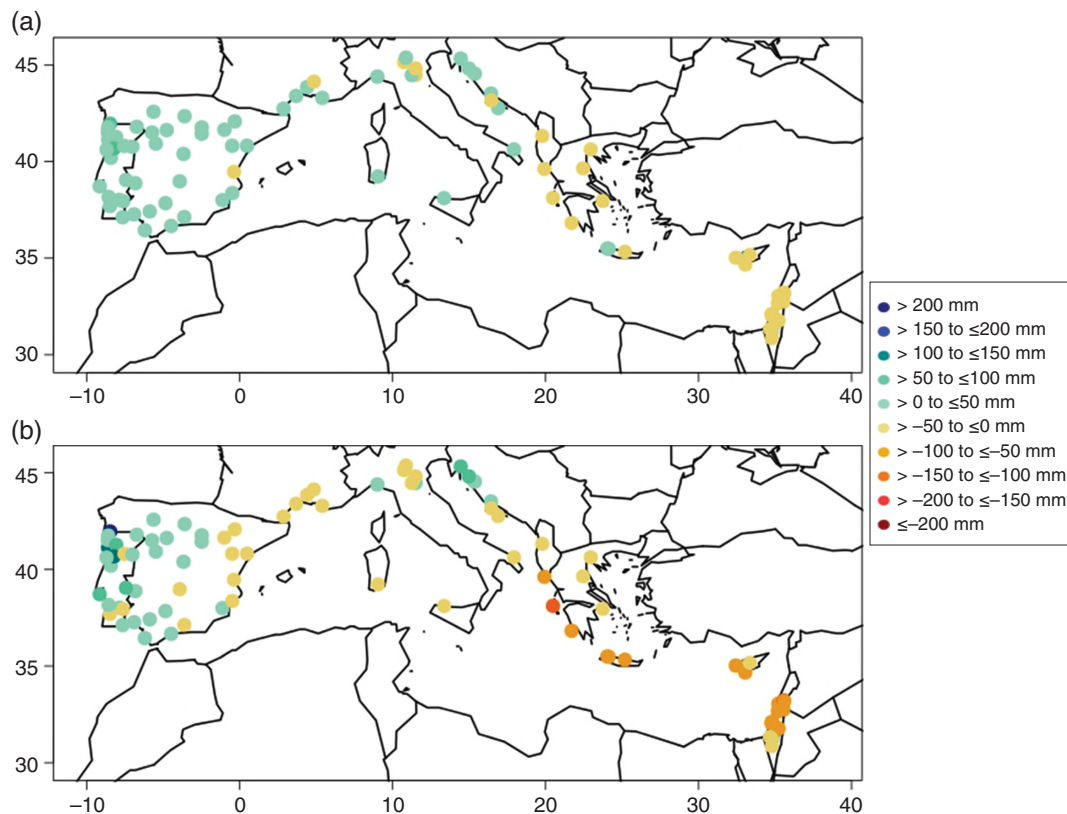 (a)
45
40
35
30
−10 0 10 20 30 40
> 200 mm
> 150 to ≤200 mm
> 100 to ≤150 mm
> 50 to ≤100 mm
> 0 to ≤50 mm
> −50 to ≤0 mm
> −100 to ≤−50 mm
> −150 to ≤−100 mm
> −200 to ≤−150 mm
≤−200 mm
(b)
45
40
35
30
−10 0 10 20 30 40